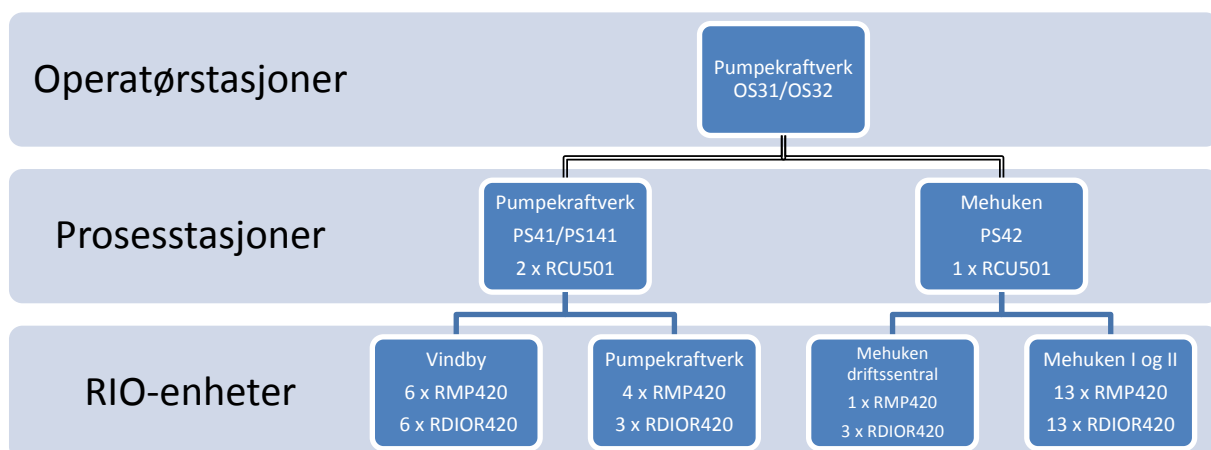 Operatørstasjoner
Pumpekraftverk
OS31/OS32
Prosesstasjoner
Pumpekraftverk
PS41/PS141
2 x RCU501
Mehuken
PS42
1 x RCU501
RIO-enheter
Vindby
6 x RMP420
6 x RDIOR420
Pumpekraftverk
4 x RMP420
3 x RDIOR420
Mehuken
driftssentral
1 x RMP420
3 x RDIOR420
Mehuken I og II
13 x RMP420
13 x RDIOR420